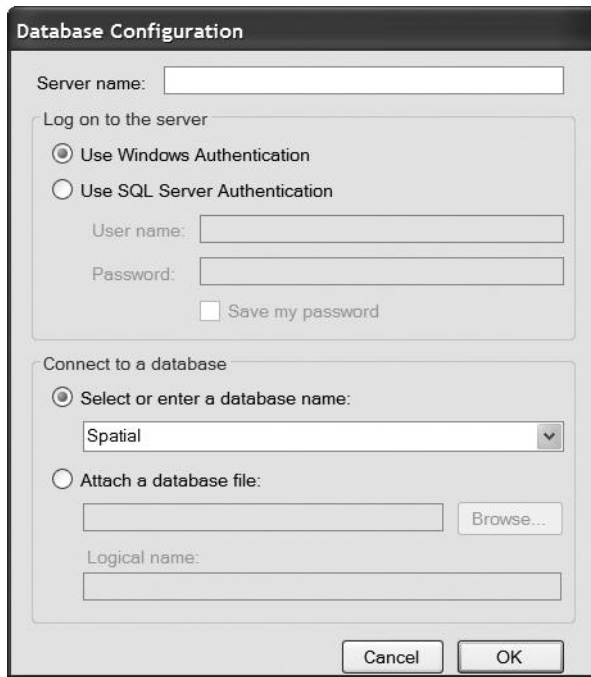 Database Configuration
Server name:
Log on to the server
Use Windows Authentication
Use SQL Server Authentication
User name:
Password:
Save my password
Connect to a database
Select or enter a database name:
Spatial
Attach a database file:
Browse...
Logical name:
Cancel OK